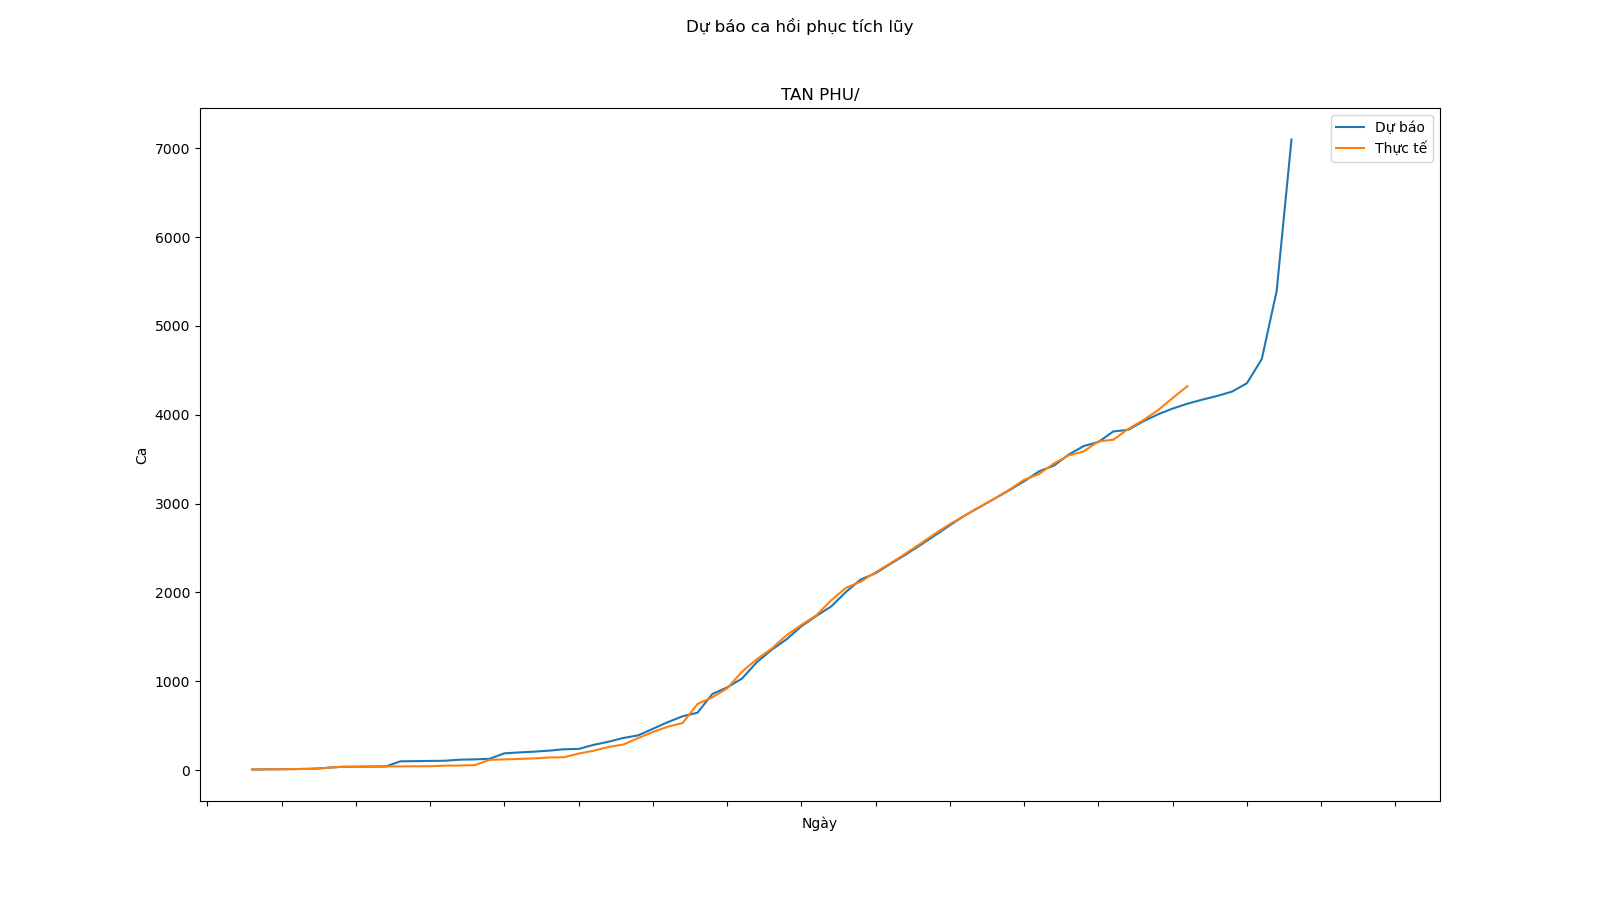 Dự báo ca hồi phục tích lũy
TAN PHU/
Dự báo
Thực tế
7000
6000
5000
4000
3000
2000
1000
0
Ca
Ngày